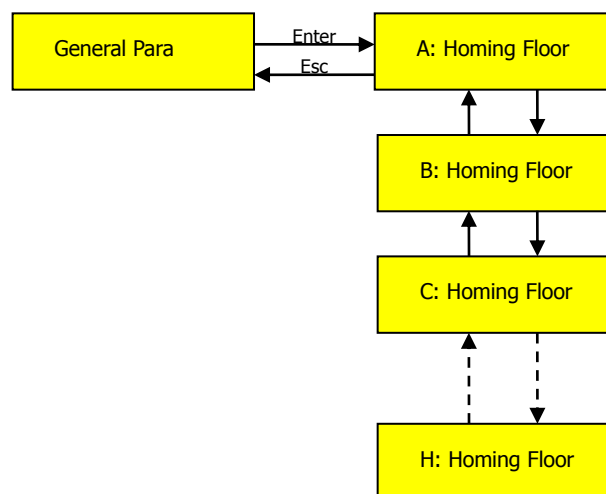 General Para
Enter
Esc
A: Homing Floor
B: Homing Floor
C: Homing Floor
H: Homing Floor